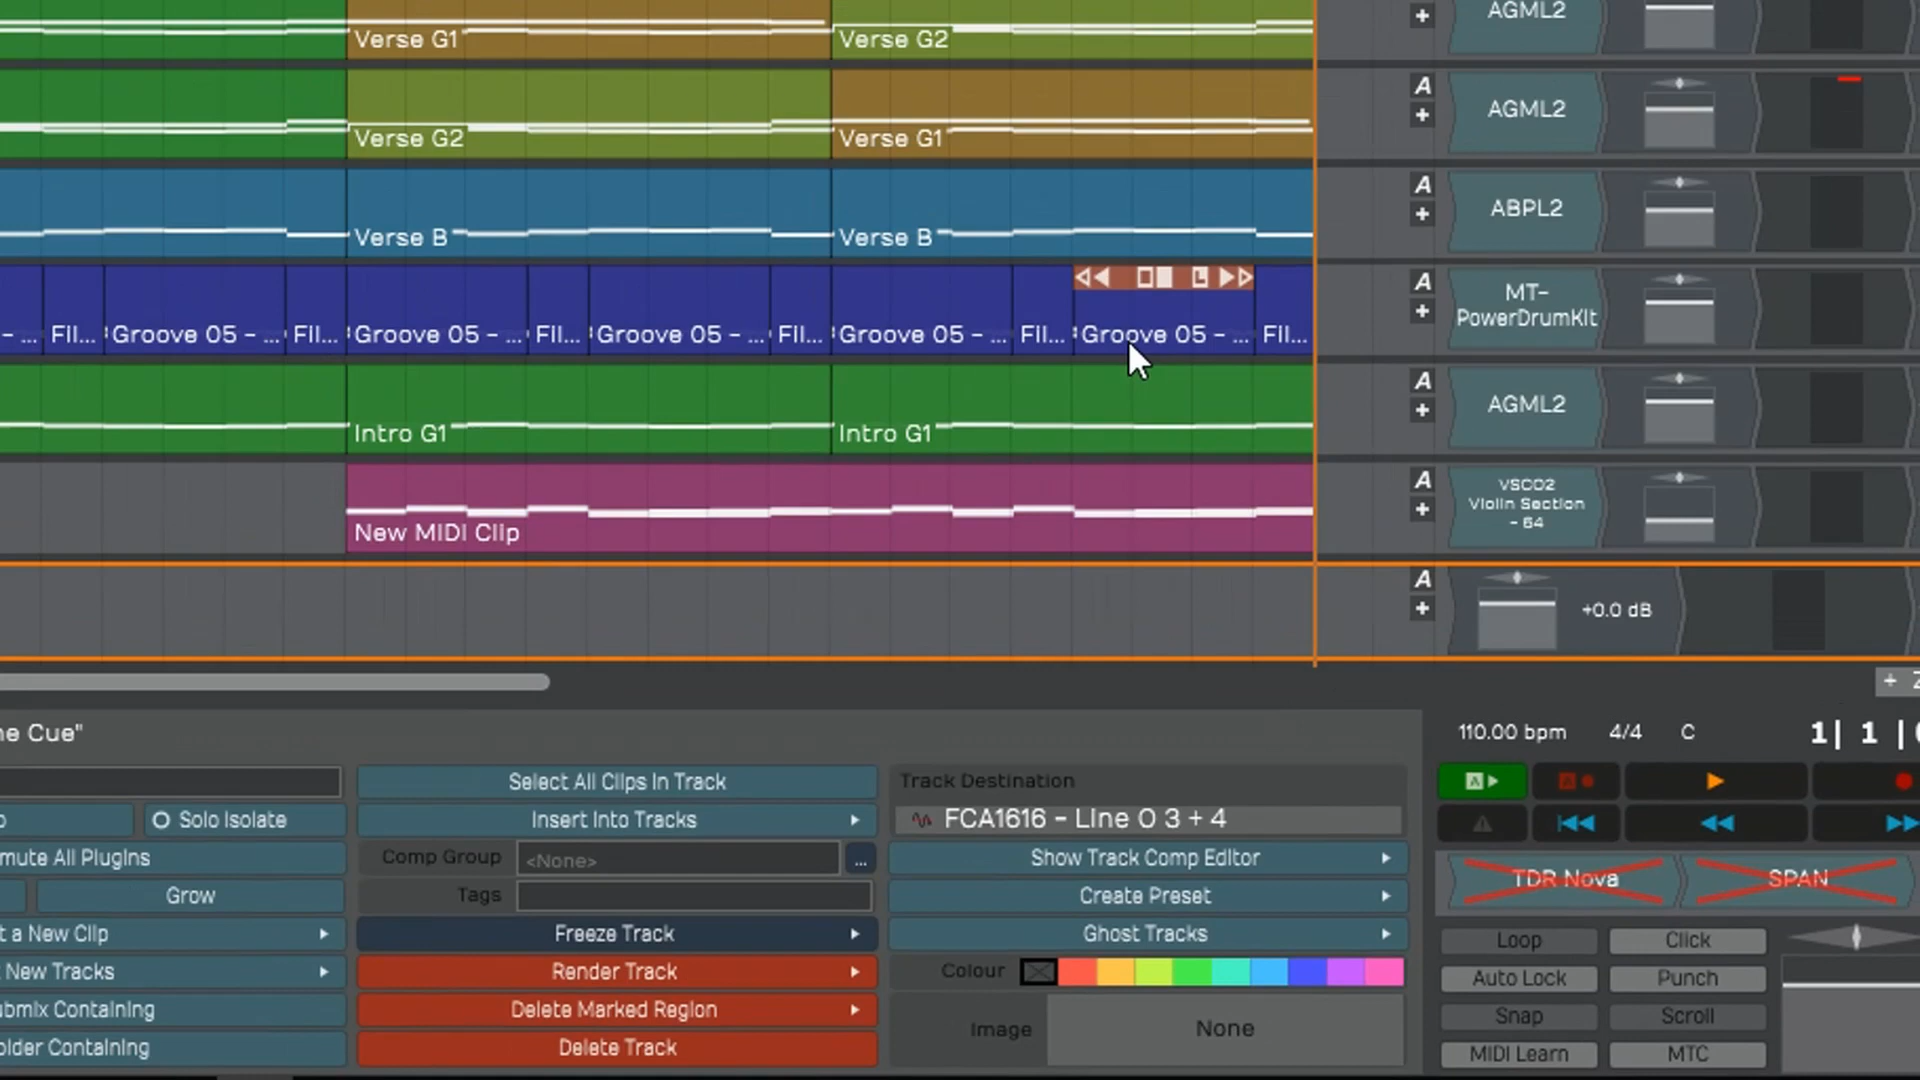 Verse G1
Verse G2
AGML2
Verse G2
Verse G1
A
AGML2
Verse B
Verse B
A
ABPL2
- ...
Fil...
Groove 05 - ...
Fil...
Groove 05 - ...
Fil...
Groove 05 - ...
Fil...
Groove 05 - ...
Fil...
Groove 05 - ...
Fil...
A
MT-
PowerDrumKit
Intro G1
Intro G1
A
AGML2
New MIDI Clip
A
VSCO2
Violin Section
- 64
A
+0.0 dB
ne Cue"
110.00 bpm
4/4
C
1| 1 |
Select All Clips In Track
Track Destination
Solo Isolate
Insert Into Tracks
FCA1616 - Line O 3 + 4
mute All Plugins
Comp Group
<None>
...
Show Track Comp Editor
Grow
Tags
Create Preset
TDR Nova
SPAN
t a New Clip
Freeze Track
Ghost Tracks
Loop
Click
New Tracks
Render Track
Colour
Auto Lock
Punch
ubmix Containing
Delete Marked Region
Image
None
Snap
Scroll
older Containing
Delete Track
MIDI Learn
MTC